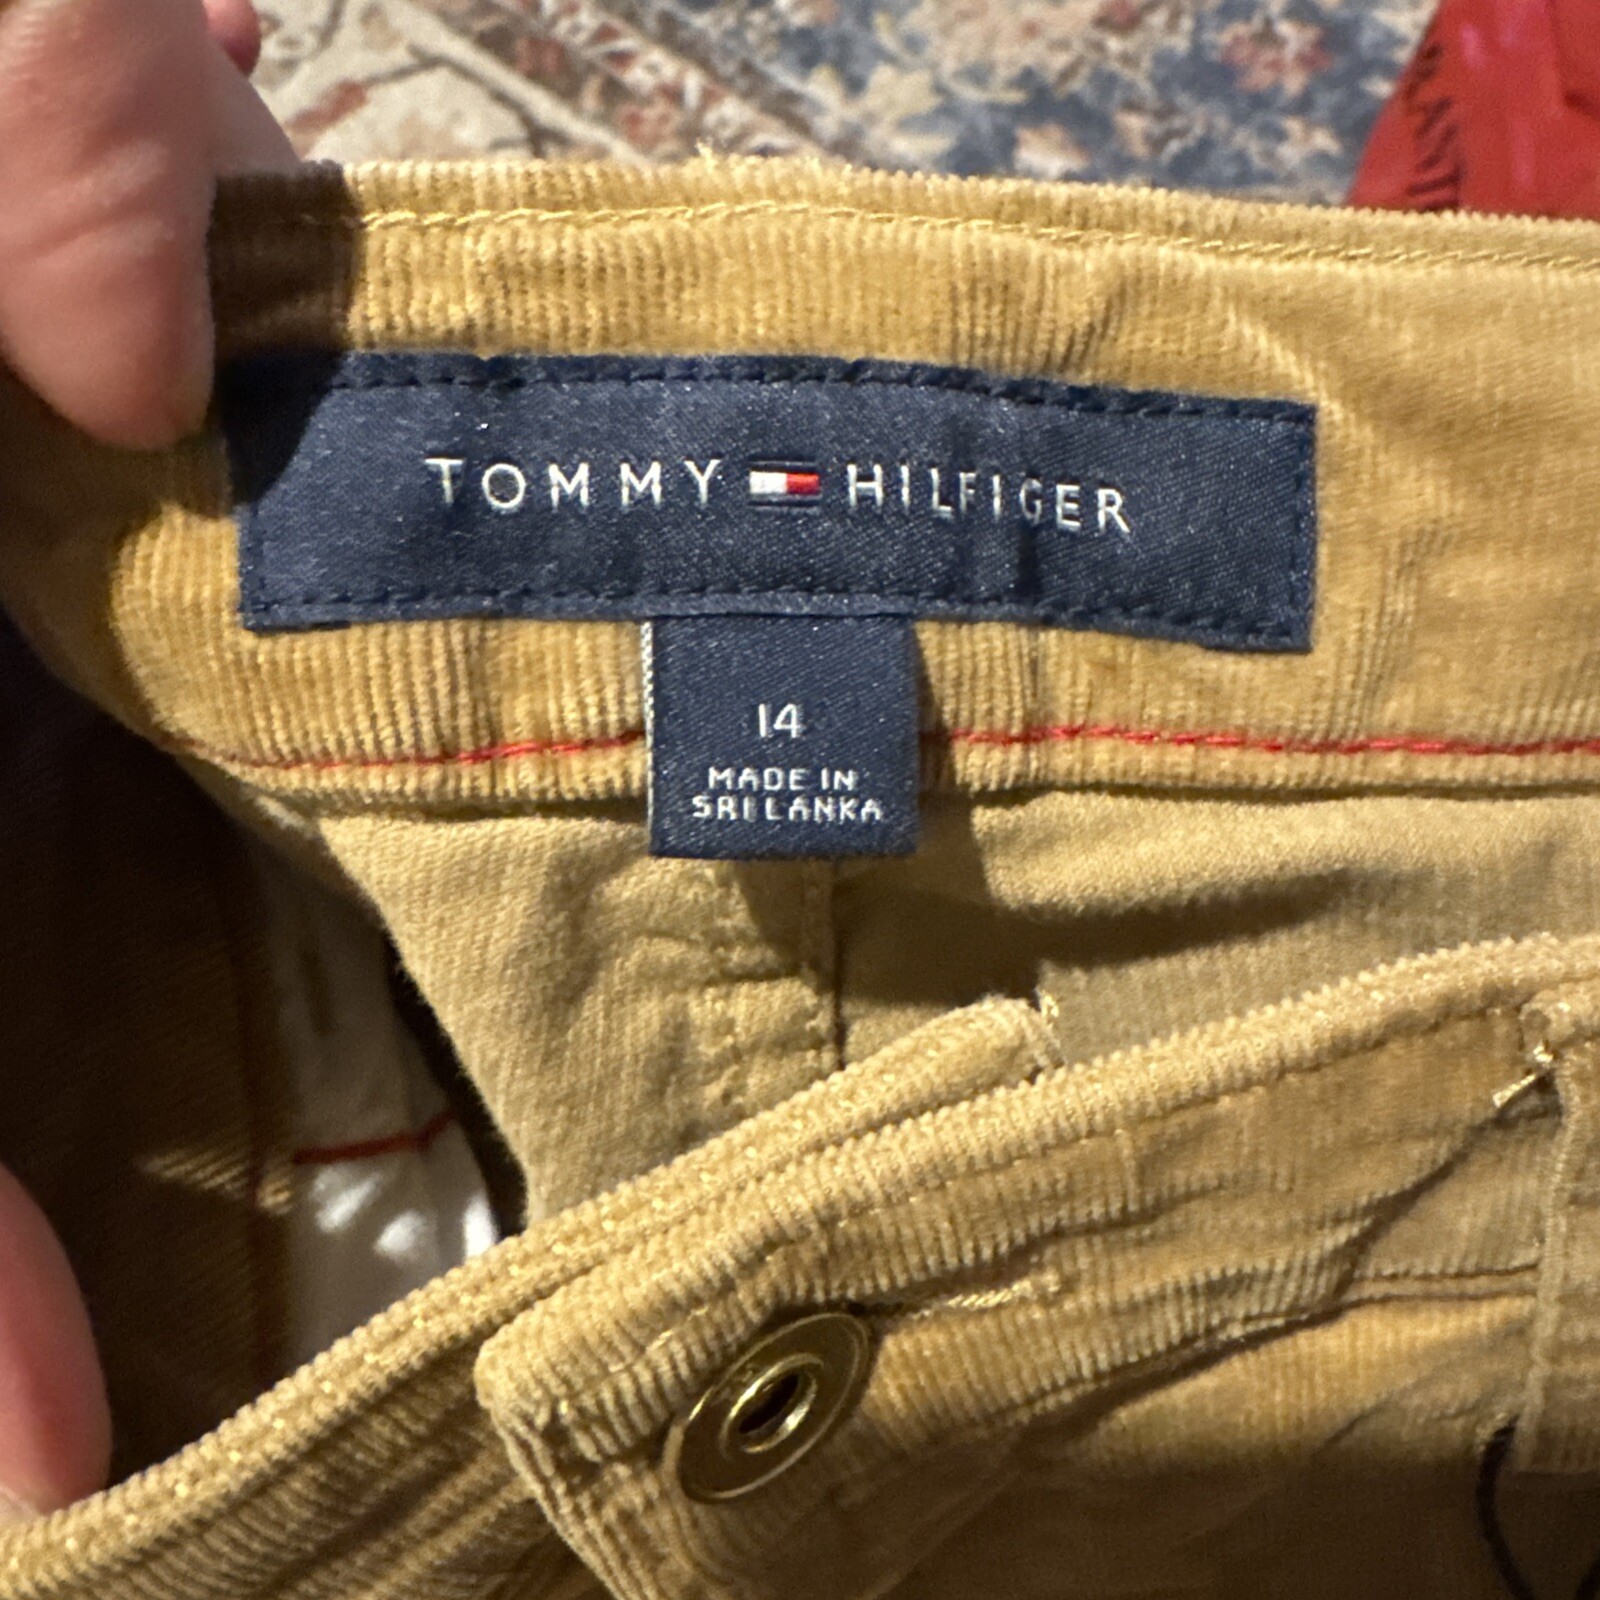 TOMMY HILFIGER
14
MADE IN
SRI LANKA